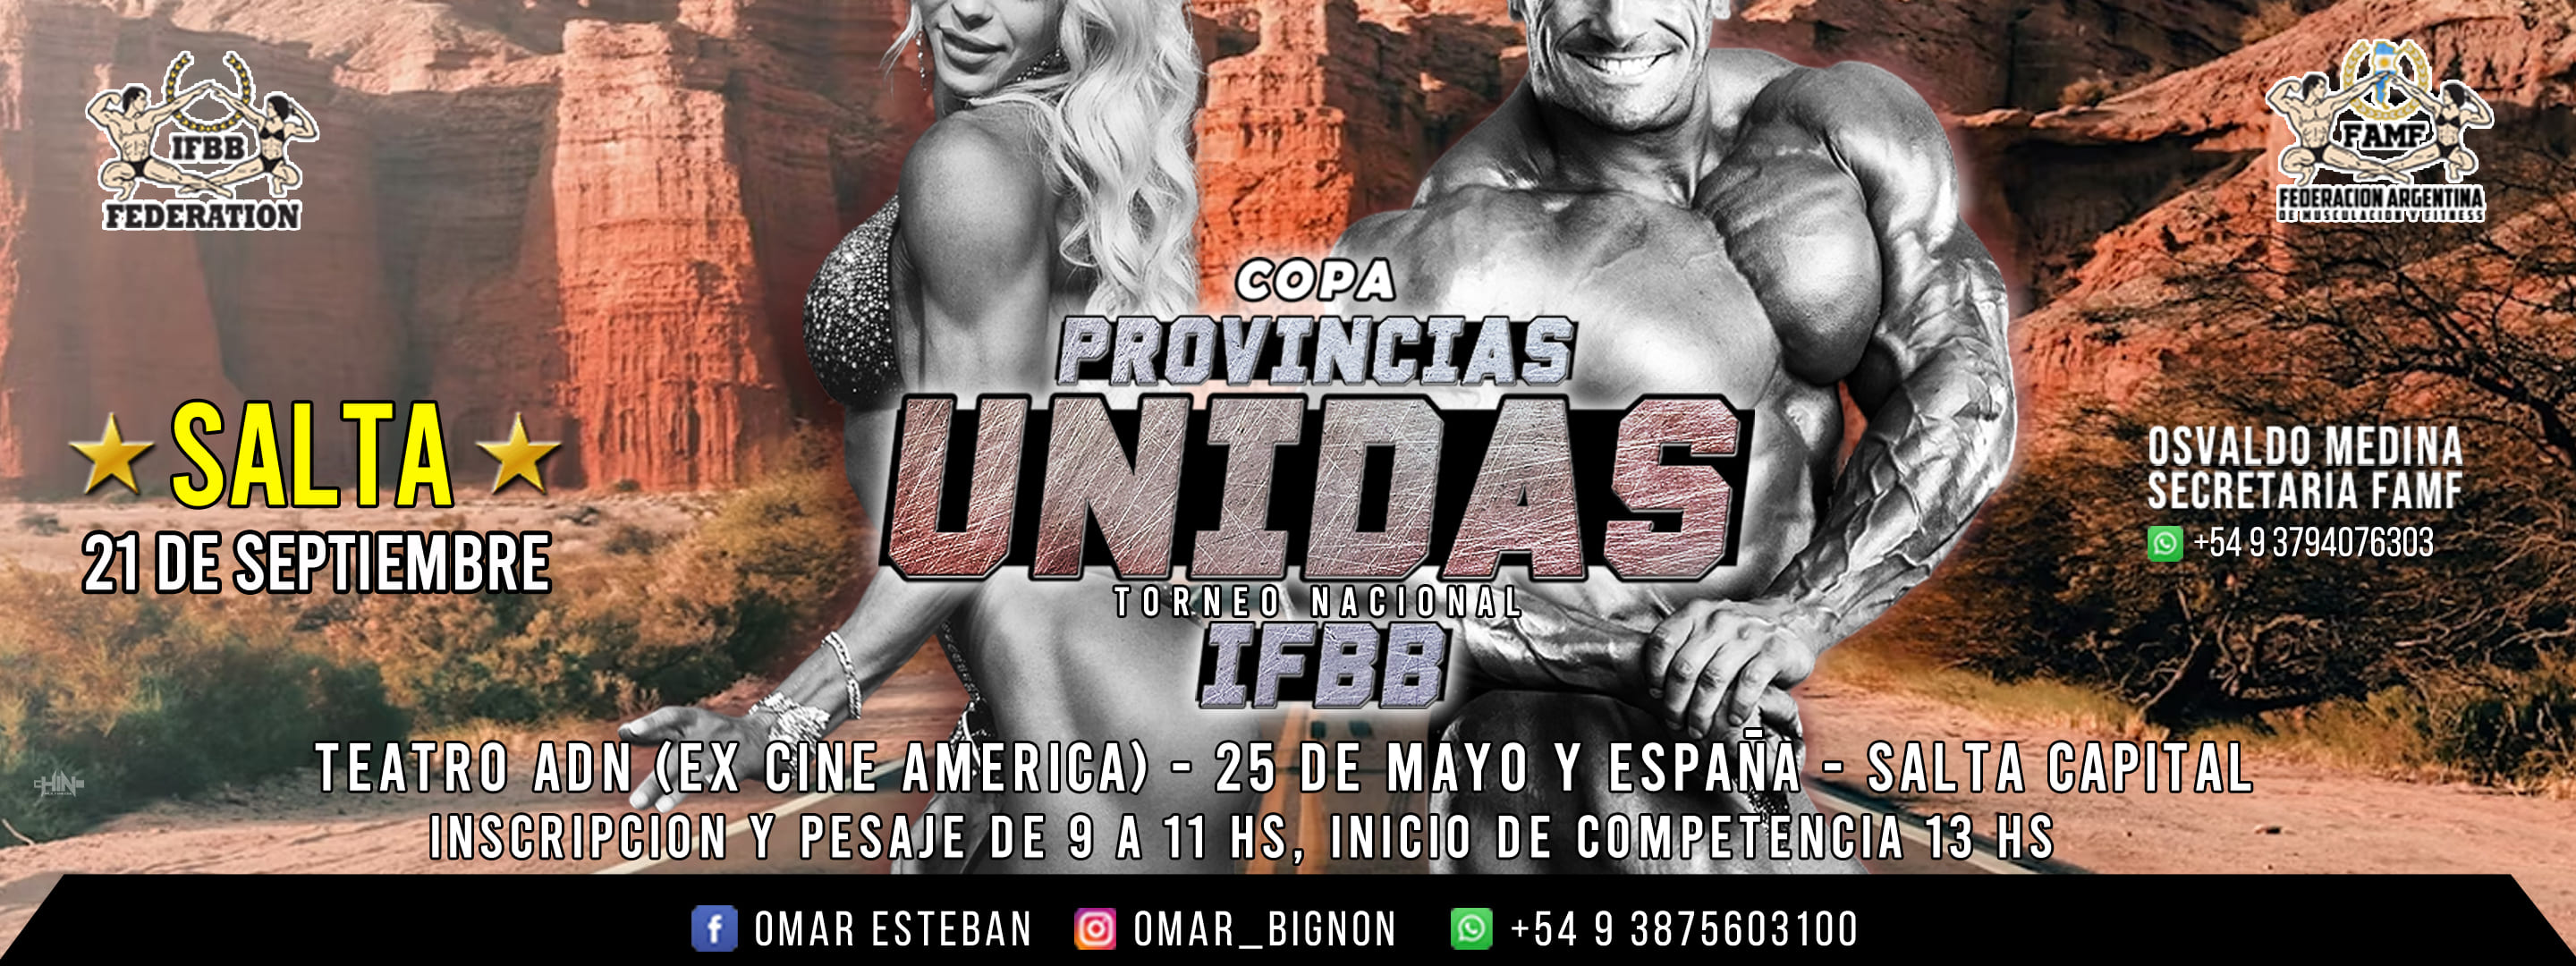 IFBB
FEDERATION
FAMF
FEDERACION ARGENTINA
DE MUSCULACION Y FITNESS
COPA
PROVINCIAS
UNIDAS
TORNEO NACIONAL
IFBB
SALTA
21 DE SEPTIEMBRE
OSVALDO MEDINA
SECRETARIA FAMF
+54 9 3794076303
TEATRO ADN (EX CINE AMERICA) - 25 DE MAYO Y ESPAÑA - SALTA CAPITAL
INSCRIPCION Y PESAJE DE 9 A 11 HS, INICIO DE COMPETENCIA 13 HS
OMAR ESTEBAN OMAR_BIGNON +54 9 3875603100